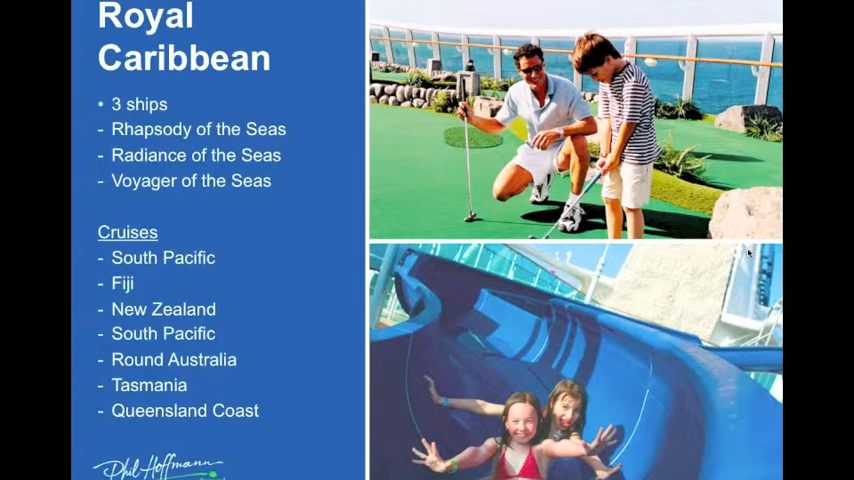 Royal
Caribbean
• 3 ships
- Rhapsody of the Seas
- Radiance of the Seas
- Voyager of the Seas
Cruises
- South Pacific
- Fiji
- New Zealand
- South Pacific
- Round Australia
- Tasmania
- Queensland Coast
Phil Hoffmann